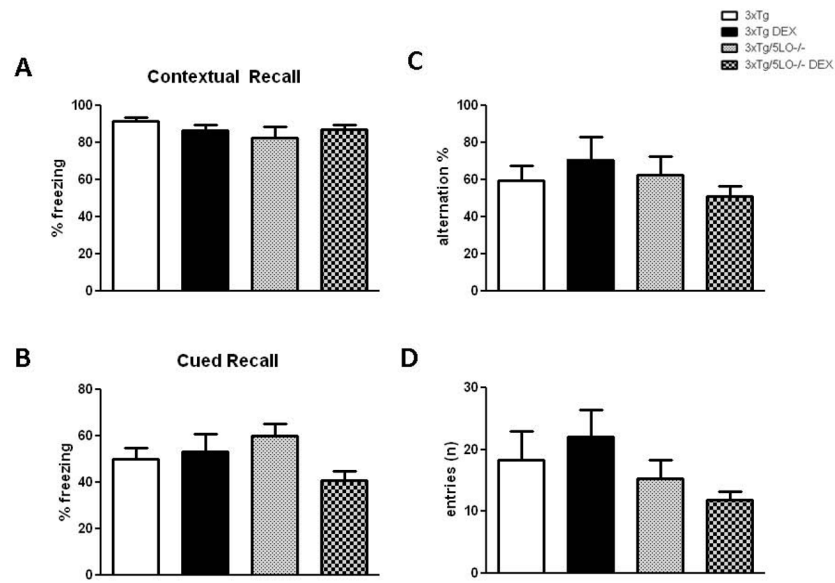 3xTg
3xTg DEX
3xTg/5LO-/-
3xTg/5LO-/- DEX
A
Contextual Recall
% freezing
100
80
60
40
20
0
C
alternation %
100
80
60
40
20
0
B
Cued Recall
% freezing
80
60
40
20
0
D
entries (n)
30
20
10
0